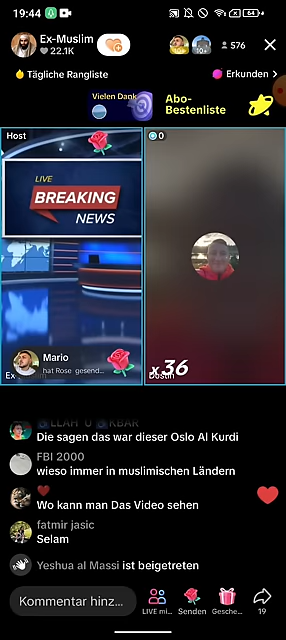 19:44
Ex-Muslim
22.1K
10+
576
Tägliche Rangliste
Erkunden >
Vielen Dank
Abo-
Bestenliste
Host
0
LIVE
BREAKING
NEWS
Mario
hat Rose gesend...
x36
Ex
Dostin
Die sagen das war dieser Oslo Al Kurdi
FBI 2000
wieso immer in muslimischen Ländern
Wo kann man Das Video sehen
fatmir jasic
Selam
Yeshua al Massi ist beigetreten
Kommentar hinz...
LIVE mi...
Senden
Gesche...
19